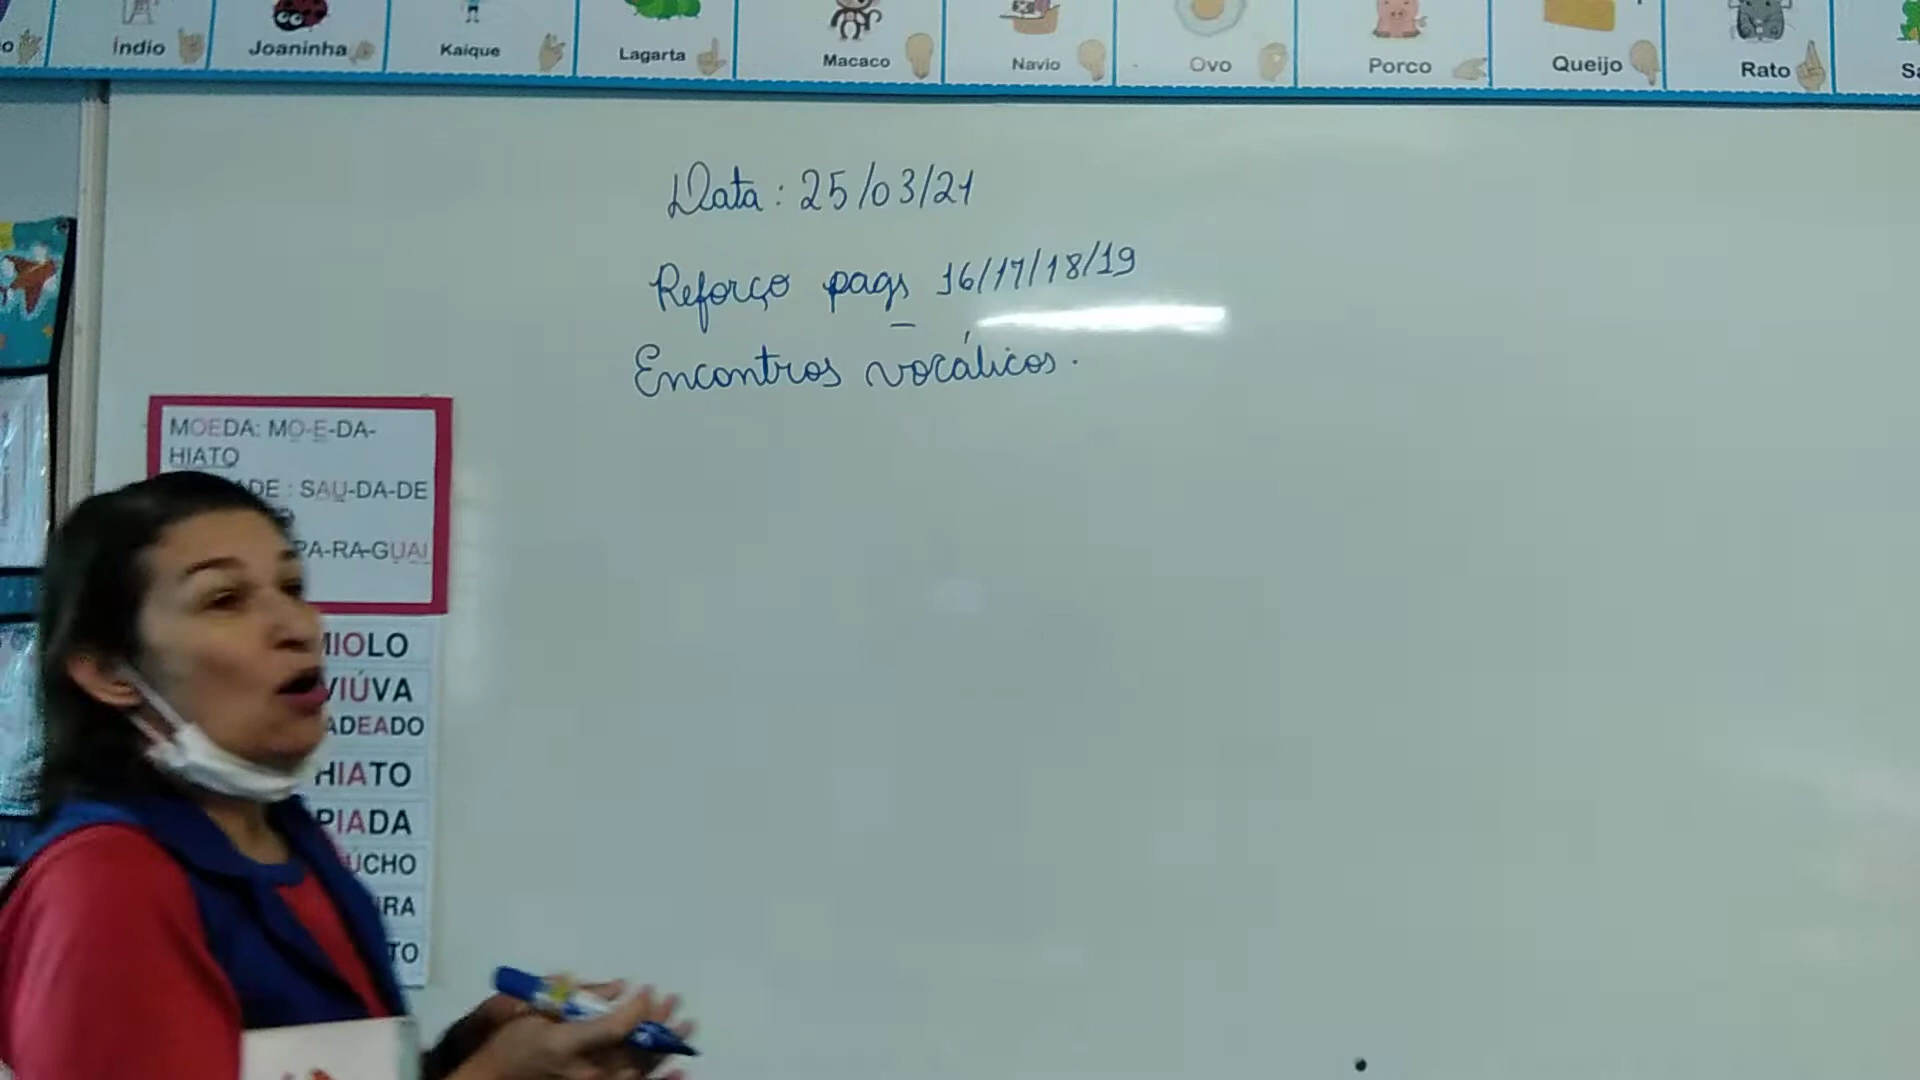 Índio Joaninha Kaique Lagarta Macaco Navio Ovo Porco Queijo Rato
Data: 25/03/21
Reforço pags 16/17/18/19
Encontros vocálicos.
MOEDA: MO-E-DA-
HIATO
: SAU-DA-DE
PA-RA-GUAI
MIOLO
VIÚVA
ADEADO
HIATO
PIADA
ÚCHO
IRA
TO